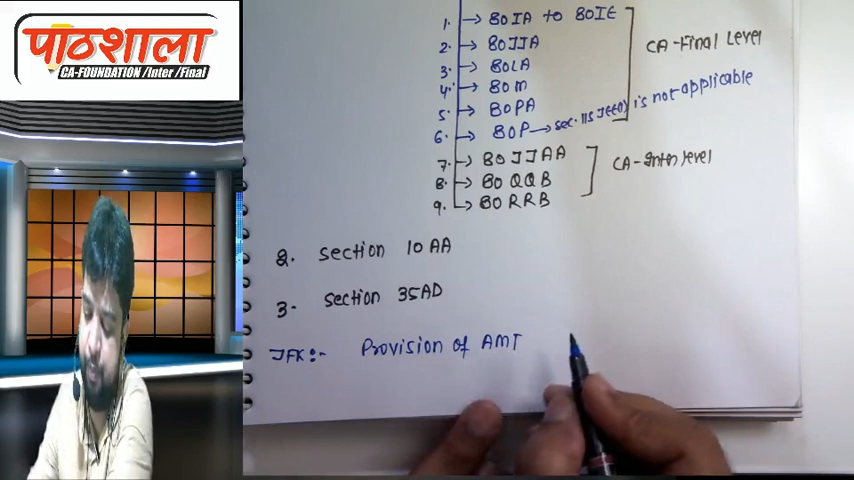 पाठशाला
CA-FOUNDATION/Inter/Final
1. → 80IA to 80IE
2. → 80JJA
3. → 80LA
4. → 80M
5. → 80PA
6. → 80P → sec. 115JEE(1) is not applicable
CA-Final Level
7. → 80JJAA
8. → 80QQB
9. → 80RRB
CA-Inter level
2. Section 10AA
3. Section 35AD
JFK:- Provision of AMT